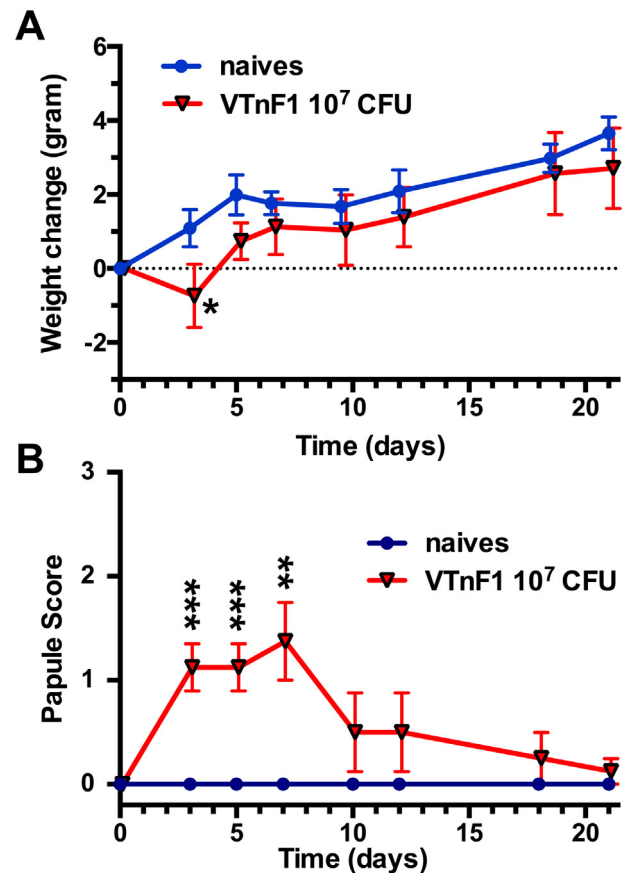 A
Weight change (gram)
6
4
2
0
-2
naives
VTnF1 10⁷ CFU
*
0 5 10 15 20
Time (days)
B
Papule Score
3
2
1
0
naives
VTnF1 10⁷ CFU
*** *** **
0 5 10 15 20
Time (days)